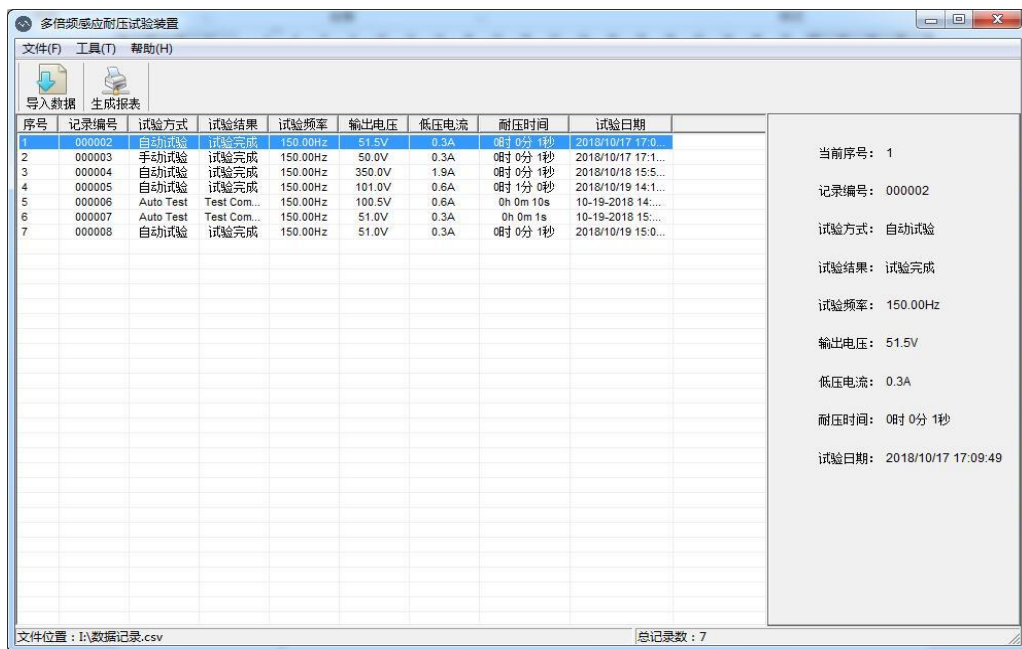 多倍频感应耐压试验装置
文件(F) 工具(T) 帮助(H)
导入数据 生成报表
序号 记录编号 试验方式 试验结果 试验频率 输出电压 低压电流 耐压时间 试验日期
1 000002 自动试验 试验完成 150.00Hz 51.5V 0.3A 0时 0分 1秒 2018/10/17 17:0...
2 000003 手动试验 试验完成 150.00Hz 50.0V 0.3A 0时 0分 1秒 2018/10/17 17:1...
3 000004 自动试验 试验完成 150.00Hz 350.0V 1.9A 0时 0分 1秒 2018/10/18 15:5...
4 000005 自动试验 试验完成 150.00Hz 101.0V 0.6A 0时 1分 0秒 2018/10/19 14:1...
5 000006 Auto Test Test Com... 150.00Hz 100.5V 0.6A 0h 0m 10s 10-19-2018 14:...
6 000007 Auto Test Test Com... 150.00Hz 51.0V 0.3A 0h 0m 1s 10-19-2018 15:...
7 000008 自动试验 试验完成 150.00Hz 51.0V 0.3A 0时 0分 1秒 2018/10/19 15:0...
当前序号： 1
记录编号： 000002
试验方式： 自动试验
试验结果： 试验完成
试验频率： 150.00Hz
输出电压： 51.5V
低压电流： 0.3A
耐压时间： 0时 0分 1秒
试验日期： 2018/10/17 17:09:49
文件位置：I:\数据记录.csv 总记录数：7